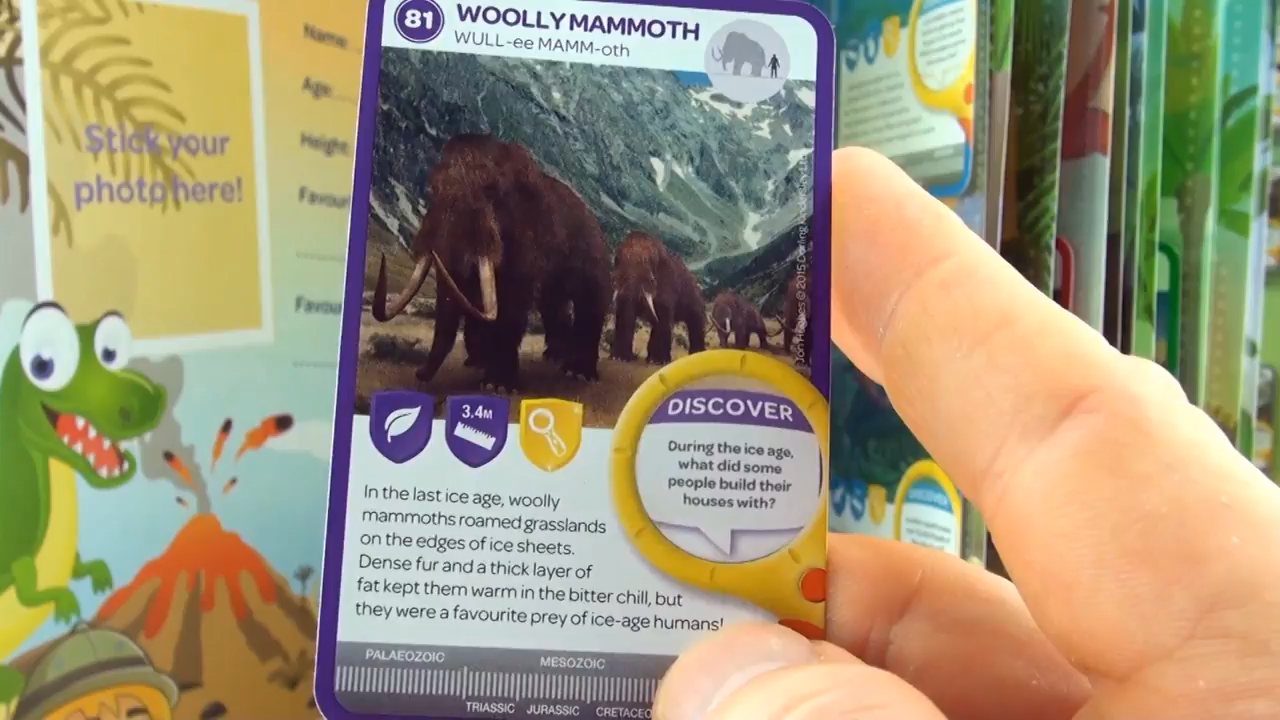 81
WOOLLY MAMMOTH
WULL-ee MAMM-oth
Name
Age
Height
Stick your
photo here!
3.4M
DISCOVER
During the ice age,
what did some
people build their
houses with?
In the last ice age, woolly
mammoths roamed grasslands
on the edges of ice sheets.
Dense fur and a thick layer of
fat kept them warm in the bitter chill, but
they were a favourite prey of ice-age humans!
PALAEOZOIC
MESOZOIC
TRIASSIC
JURASSIC
CRETACEO
DISCOVER